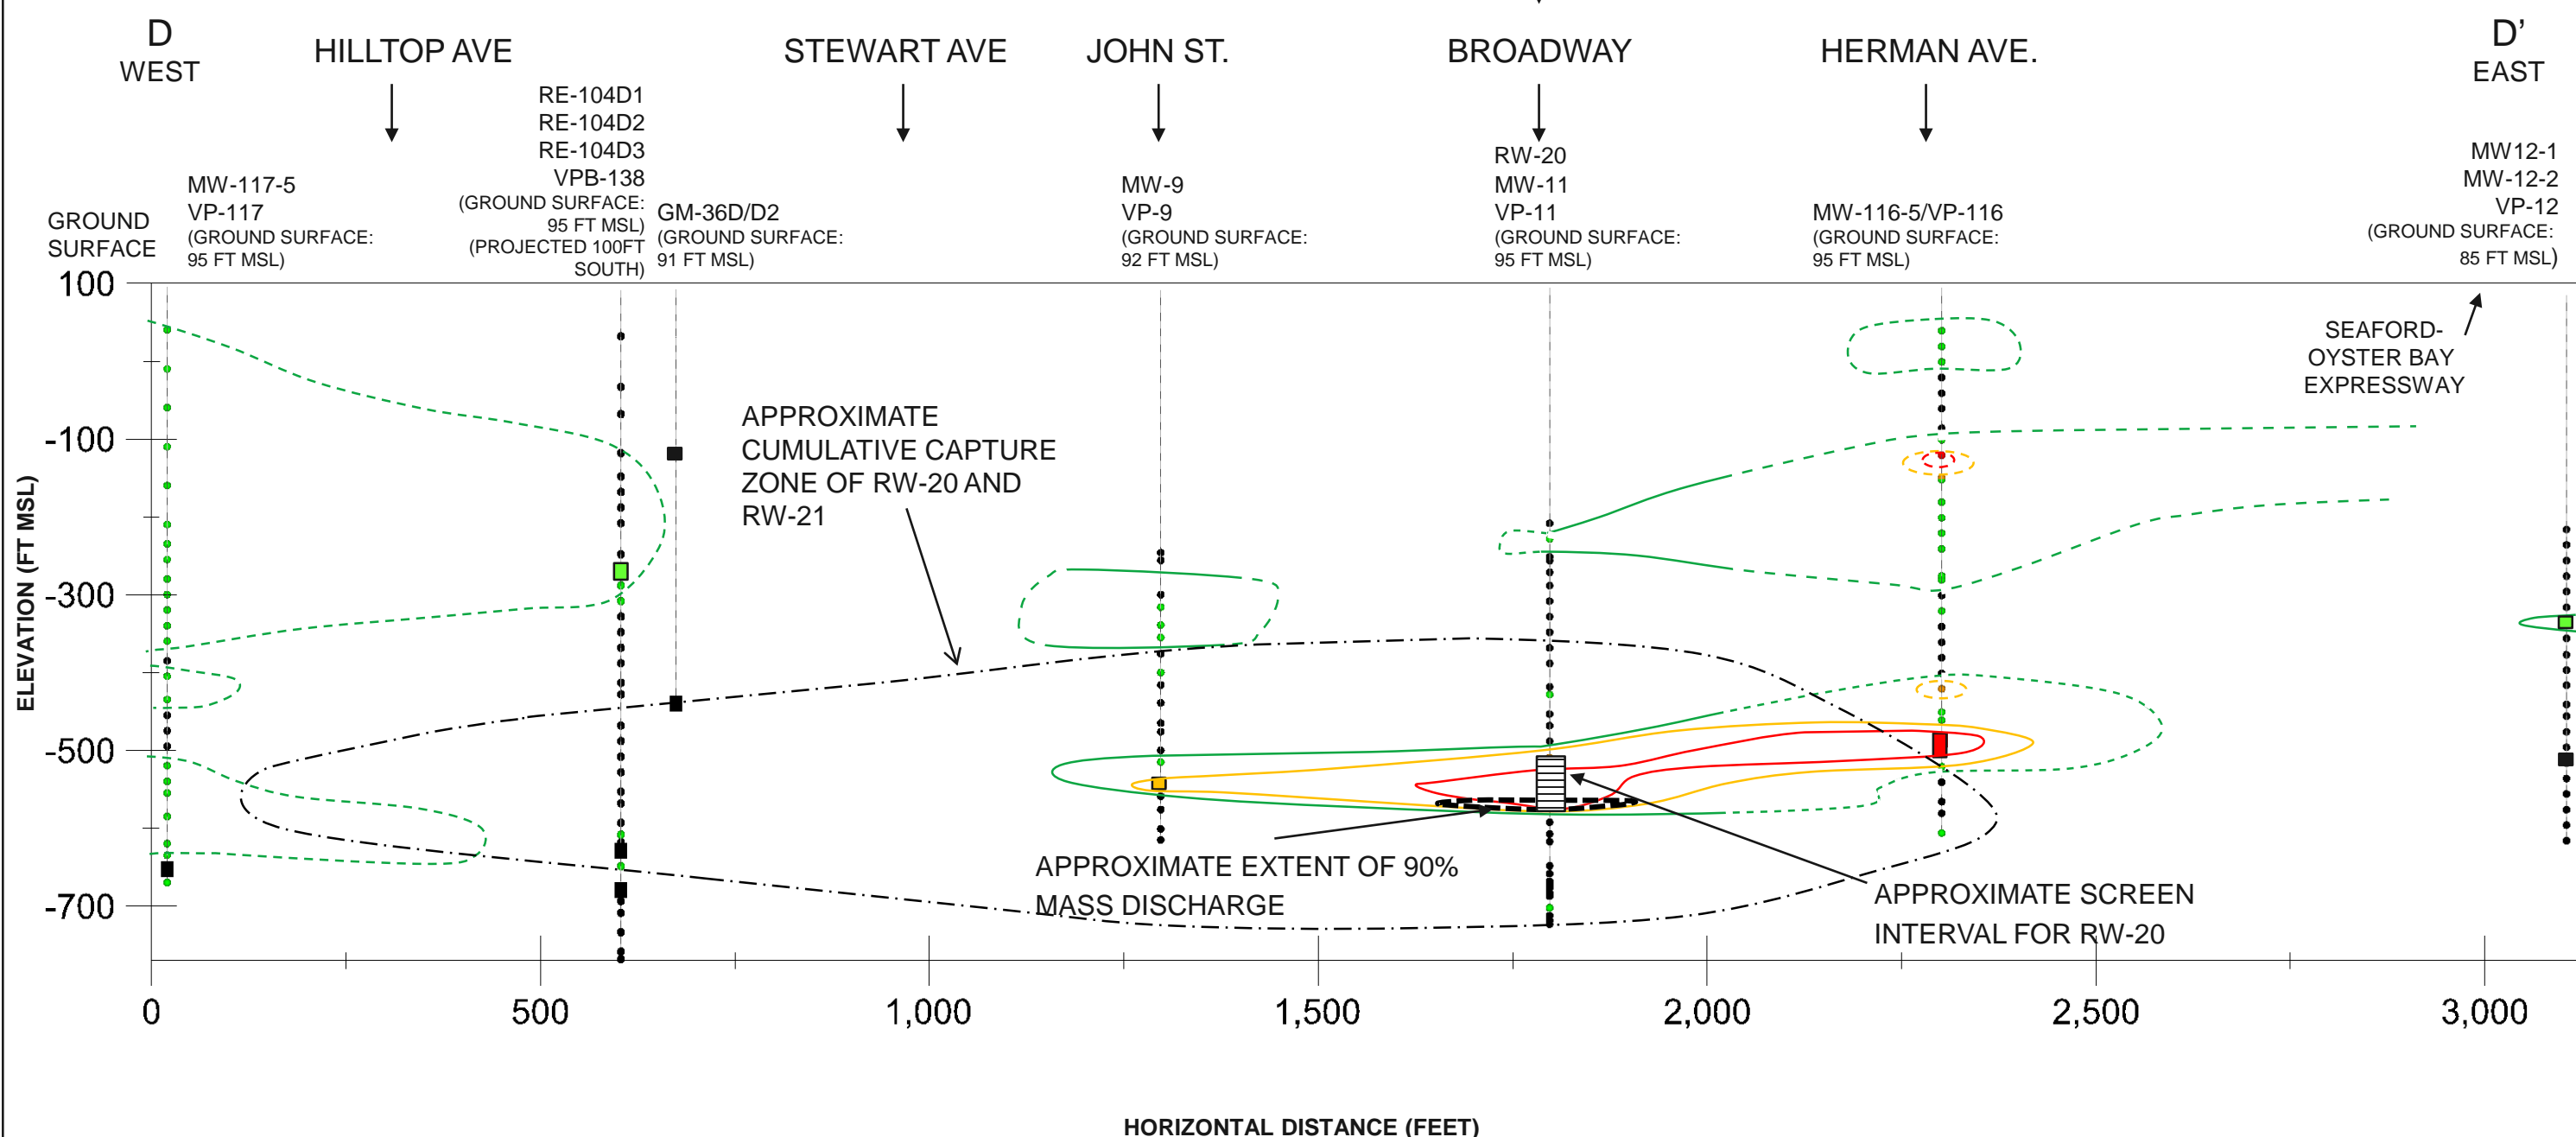 D
WEST
HILLTOP AVE
STEWART AVE
JOHN ST.
BROADWAY
HERMAN AVE.
D'
EAST
MW-117-5
VP-117
(GROUND SURFACE:
95 FT MSL)
RE-104D1
RE-104D2
RE-104D3
VPB-138
(GROUND SURFACE:
95 FT MSL)
(PROJECTED 100FT
SOUTH)
GM-36D/D2
(GROUND SURFACE:
91 FT MSL)
MW-9
VP-9
(GROUND SURFACE:
92 FT MSL)
RW-20
MW-11
VP-11
(GROUND SURFACE:
95 FT MSL)
MW-116-5/VP-116
(GROUND SURFACE:
95 FT MSL)
MW12-1
MW-12-2
VP-12
(GROUND SURFACE:
85 FT MSL)
GROUND
SURFACE
100
-100
-300
-500
-700
ELEVATION (FT MSL)
SEAFORD-
OYSTER BAY
EXPRESSWAY
APPROXIMATE
CUMULATIVE CAPTURE
ZONE OF RW-20 AND
RW-21
APPROXIMATE EXTENT OF 90%
MASS DISCHARGE
APPROXIMATE SCREEN
INTERVAL FOR RW-20
0
500
1,000
1,500
2,000
2,500
3,000
HORIZONTAL DISTANCE (FEET)